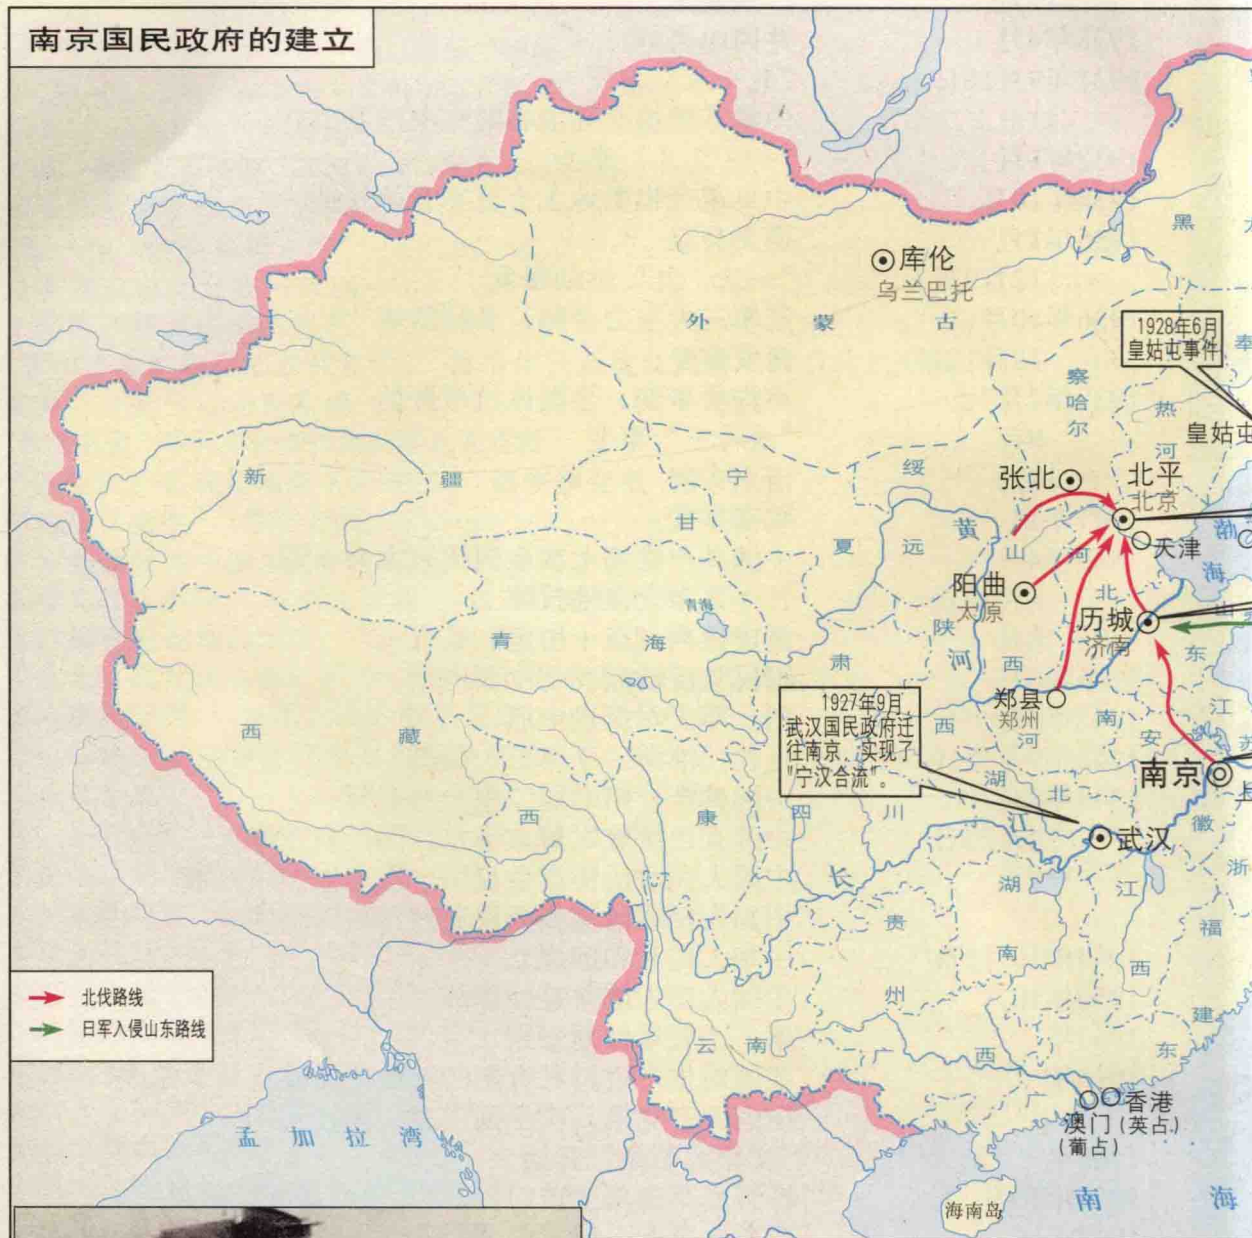 南京国民政府的建立
黑
库伦
乌兰巴托
外蒙古
1928年6月
皇姑屯事件
奉
察哈尔
热河
皇姑屯
新疆
宁夏
绥远
张北
北平
北京
天津
渤海
甘肃
黄河
山西
河北
阳曲
太原
历城
济南
山东
青海
青海
陕西
郑县
郑州
河南
江苏
安徽
1927年9月
武汉国民政府迁
往南京，实现了
"宁汉合流"。
西藏
西康
四川
湖北
南京
上
长江
武汉
浙
湖南
江西
福建
贵州
北伐路线
日军入侵山东路线
云南
广西
广东
香港
(英占)
澳门
(葡占)
孟加拉湾
海南岛
南海